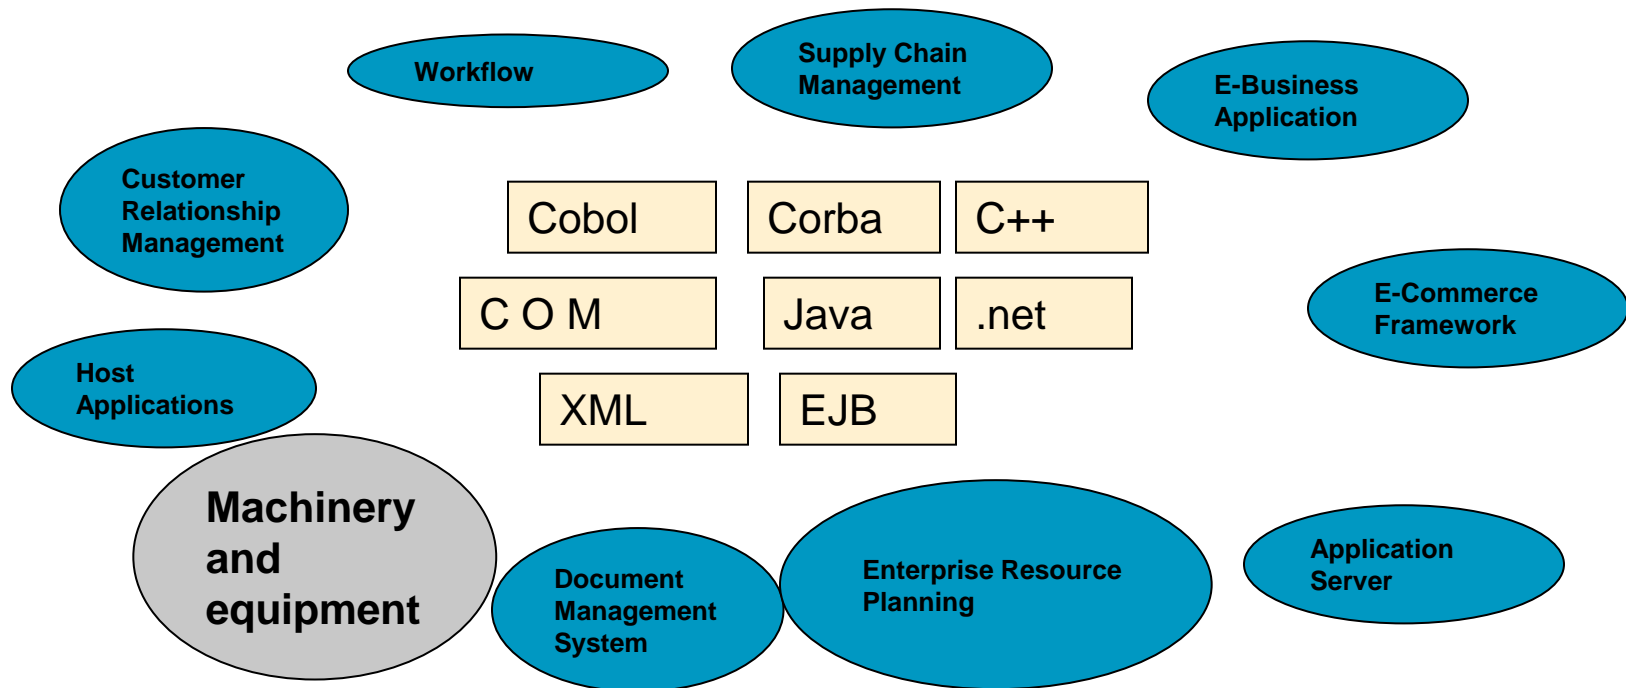 Workflow
Supply Chain
Management
E-Business
Application
Customer
Relationship
Management
Cobol
Corba
C++
C O M
Java
.net
E-Commerce
Framework
Host
Applications
XML
EJB
Machinery
and
equipment
Document
Management
System
Enterprise Resource
Planning
Application
Server